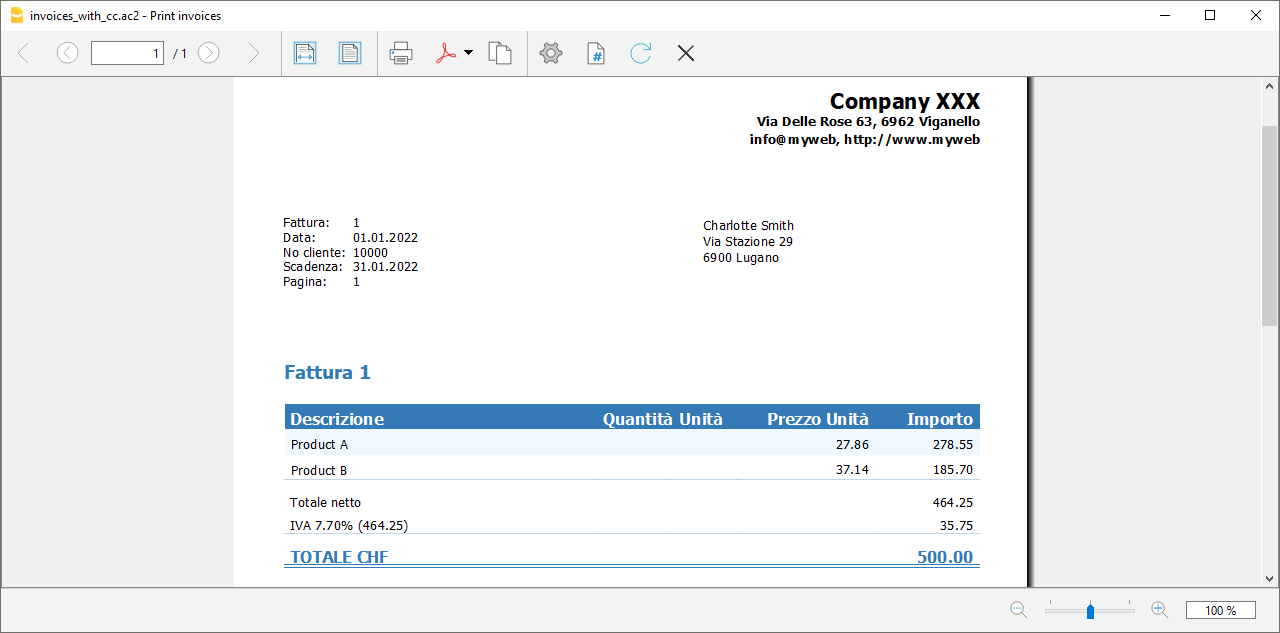 invoices_with_cc.ac2 - Print invoices
1 / 1
#
Company XXX
Via Delle Rose 63, 6962 Viganello
info@myweb, http://www.myweb
Fattura: 1
Data: 01.01.2022
No cliente: 10000
Scadenza: 31.01.2022
Pagina: 1
Charlotte Smith
Via Stazione 29
6900 Lugano
Fattura 1
Descrizione Quantità Unità Prezzo Unità Importo
Product A 27.86 278.55
Product B 37.14 185.70
Totale netto 464.25
IVA 7.70% (464.25) 35.75
TOTALE CHF 500.00
100 %